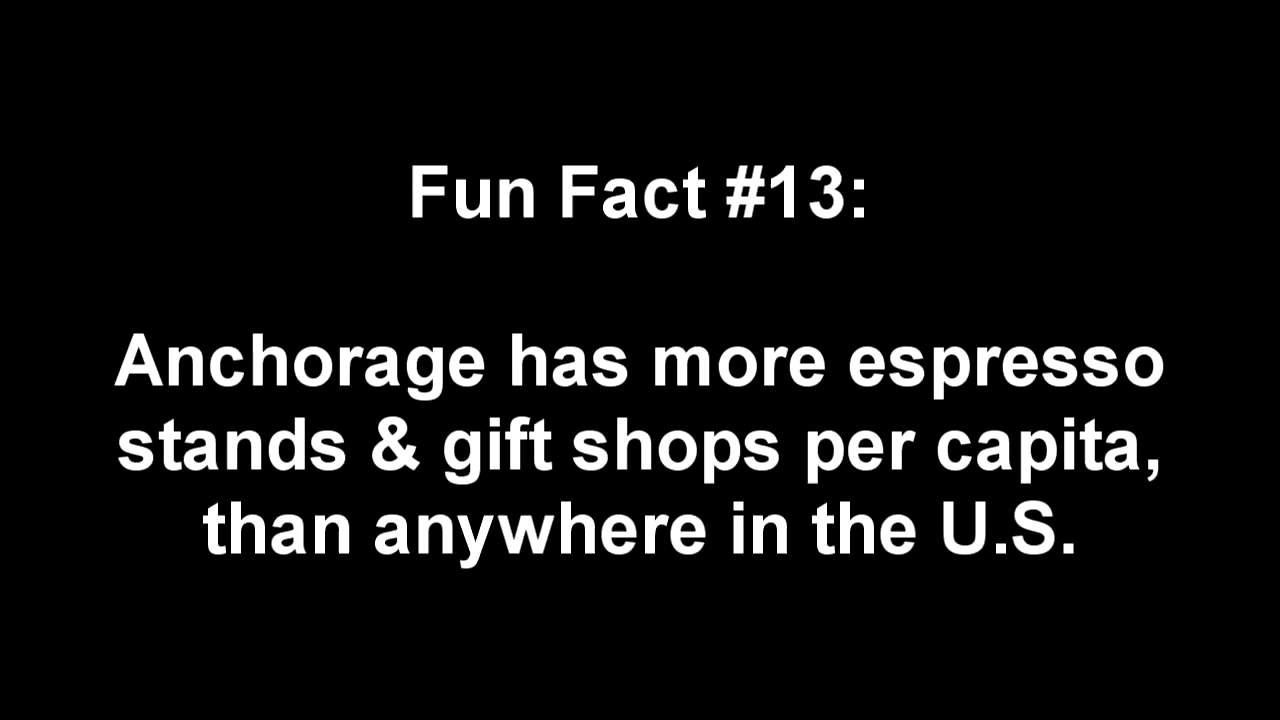 Fun Fact #13:
Anchorage has more espresso
stands & gift shops per capita,
than anywhere in the U.S.